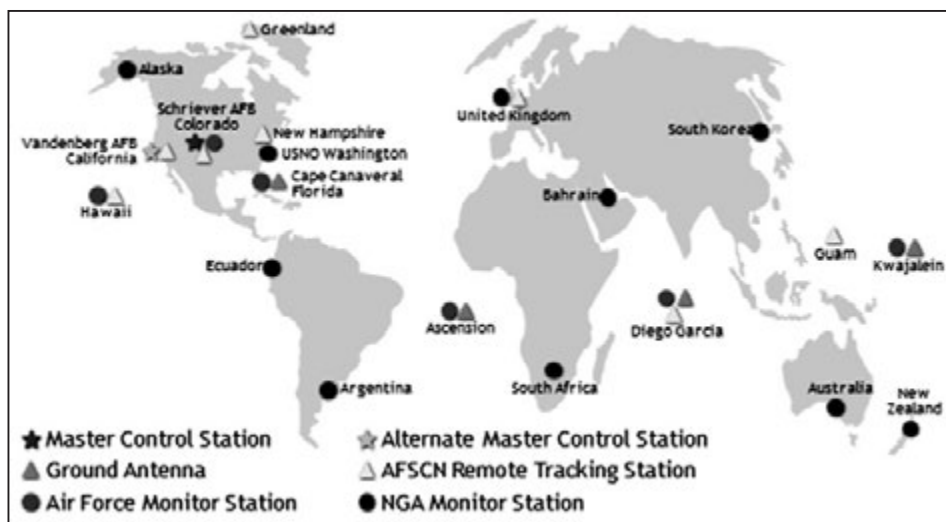 Greenland
Alaska
Schriever AFB
Colorado
United Kingdom
South Korea
Vandenberg AFB
California
New Hampshire
USNO Washington
Cape Canaveral
Florida
Hawaii
Bahrain
Guam
Kwajalein
Ecuador
Ascension
Diego Garcia
Argentina
South Africa
Australia
New
Zealand
Master Control Station
Alternate Master Control Station
Ground Antenna
AFSCN Remote Tracking Station
Air Force Monitor Station
NGA Monitor Station